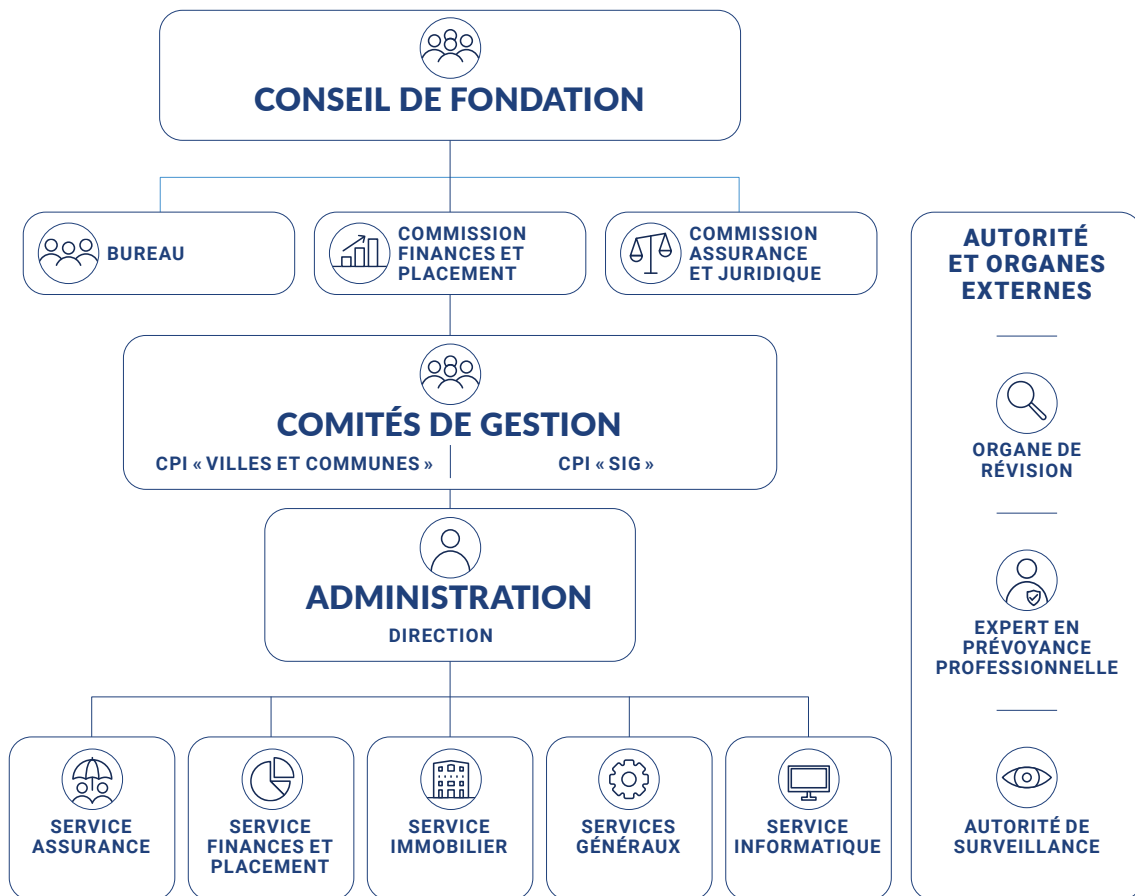 CONSEIL DE FONDATION
BUREAU
COMMISSION
FINANCES ET
PLACEMENT
COMMISSION
ASSURANCE
ET JURIDIQUE
COMITÉS DE GESTION
CPI « VILLES ET COMMUNES »
CPI « SIG »
ADMINISTRATION
DIRECTION
SERVICE
ASSURANCE
SERVICE
FINANCES ET
PLACEMENT
SERVICE
IMMOBILIER
SERVICES
GÉNÉRAUX
SERVICE
INFORMATIQUE
AUTORITÉ
ET ORGANES
EXTERNES
ORGANE DE
RÉVISION
EXPERT EN
PRÉVOYANCE
PROFESSIONNELLE
AUTORITÉ DE
SURVEILLANCE